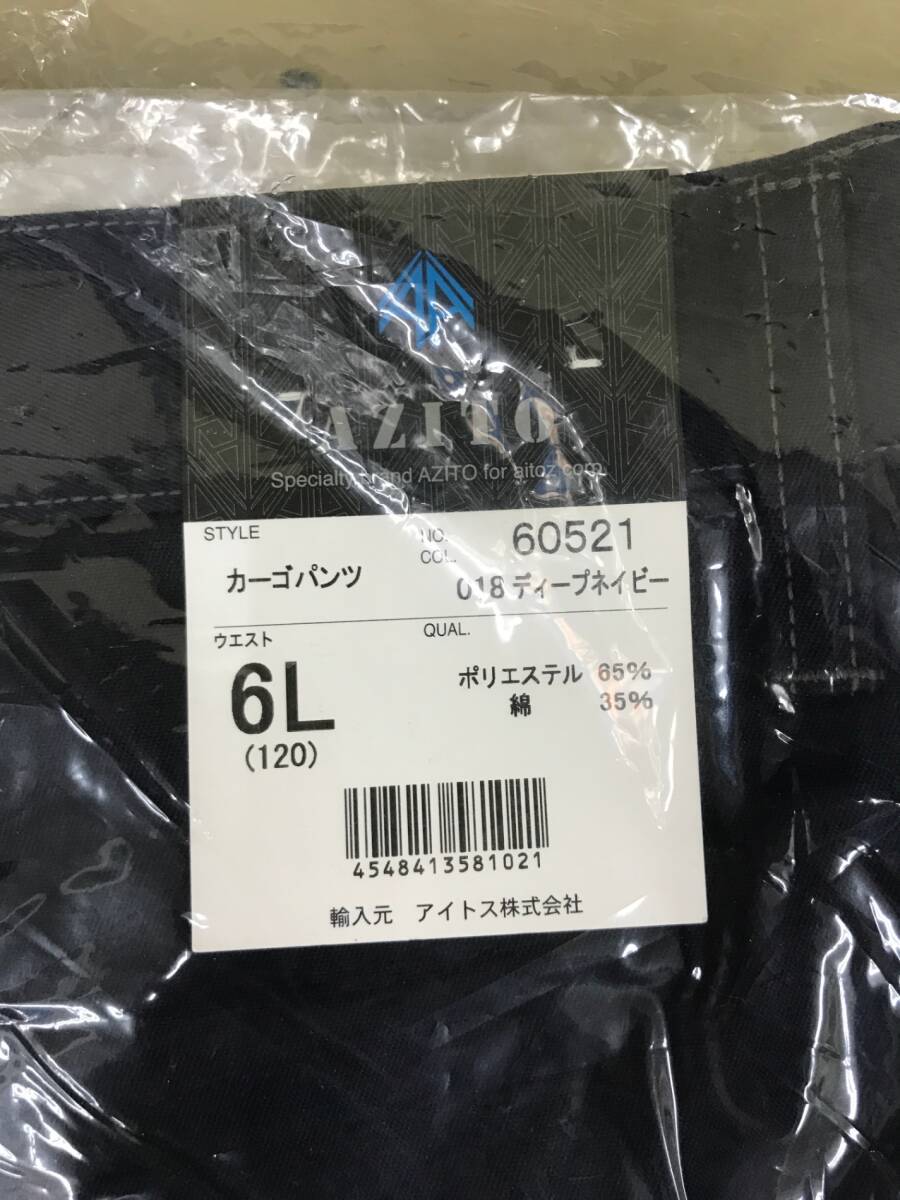 AZITO
Specialty brand AZITO for aitoz.com
STYLE
NO. 60521
カーゴパンツ
COL. 018 ディープネイビー
ウエスト
6L
(120)
QUAL.
ポリエステル 65%
綿 35%
4548413581021
輸入元 アイトス株式会社